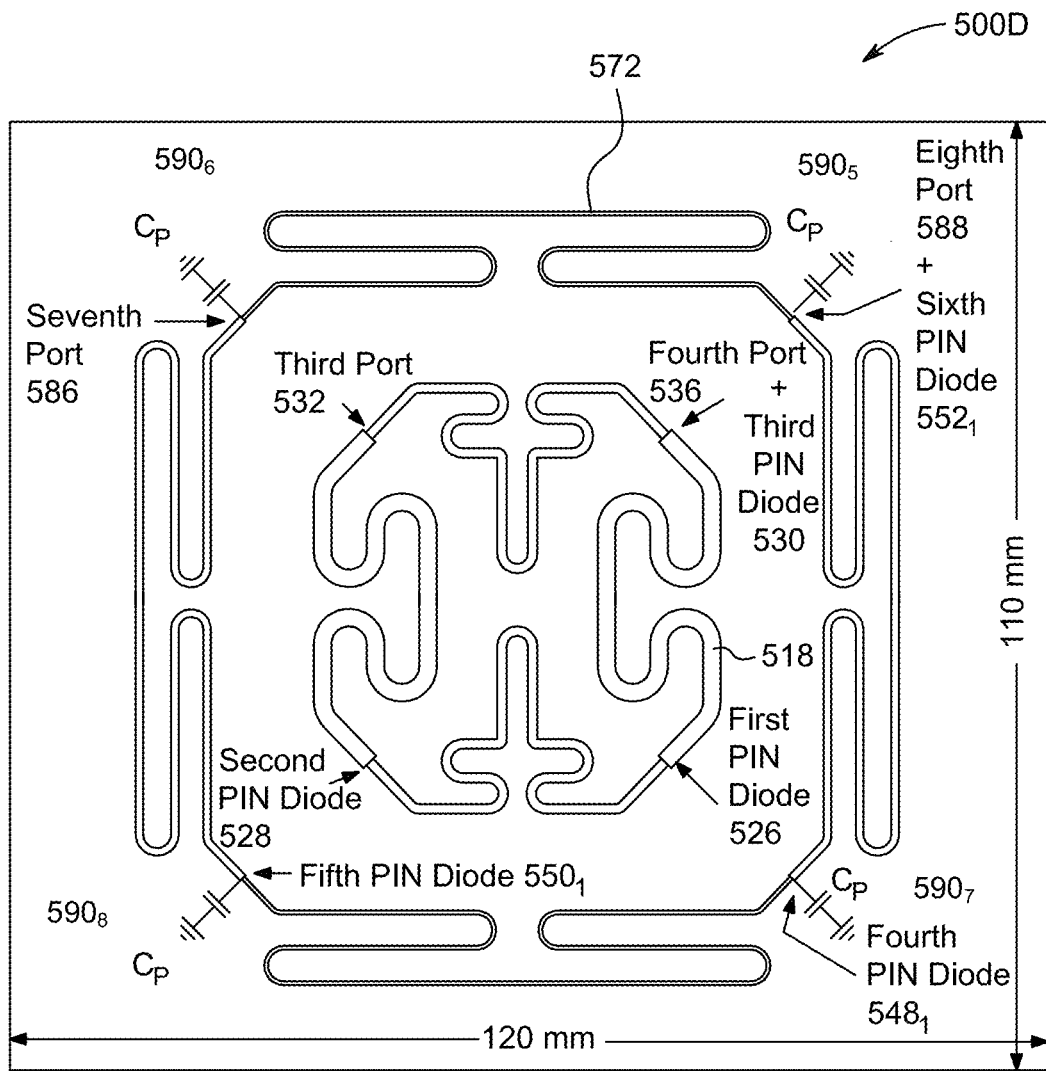 500D
572
590₆
590₅
Eighth
Port
588
+
Sixth
PIN
Diode
552₁
C_P
C_P
Seventh
Port
586
Third Port
532
Fourth Port
536 +
Third
PIN
Diode
530
110 mm
518
First
PIN
Diode
526
Second
PIN Diode
528
Fifth PIN Diode 550₁
590₈
C_P
C_P
590₇
Fourth
PIN Diode
548₁
120 mm